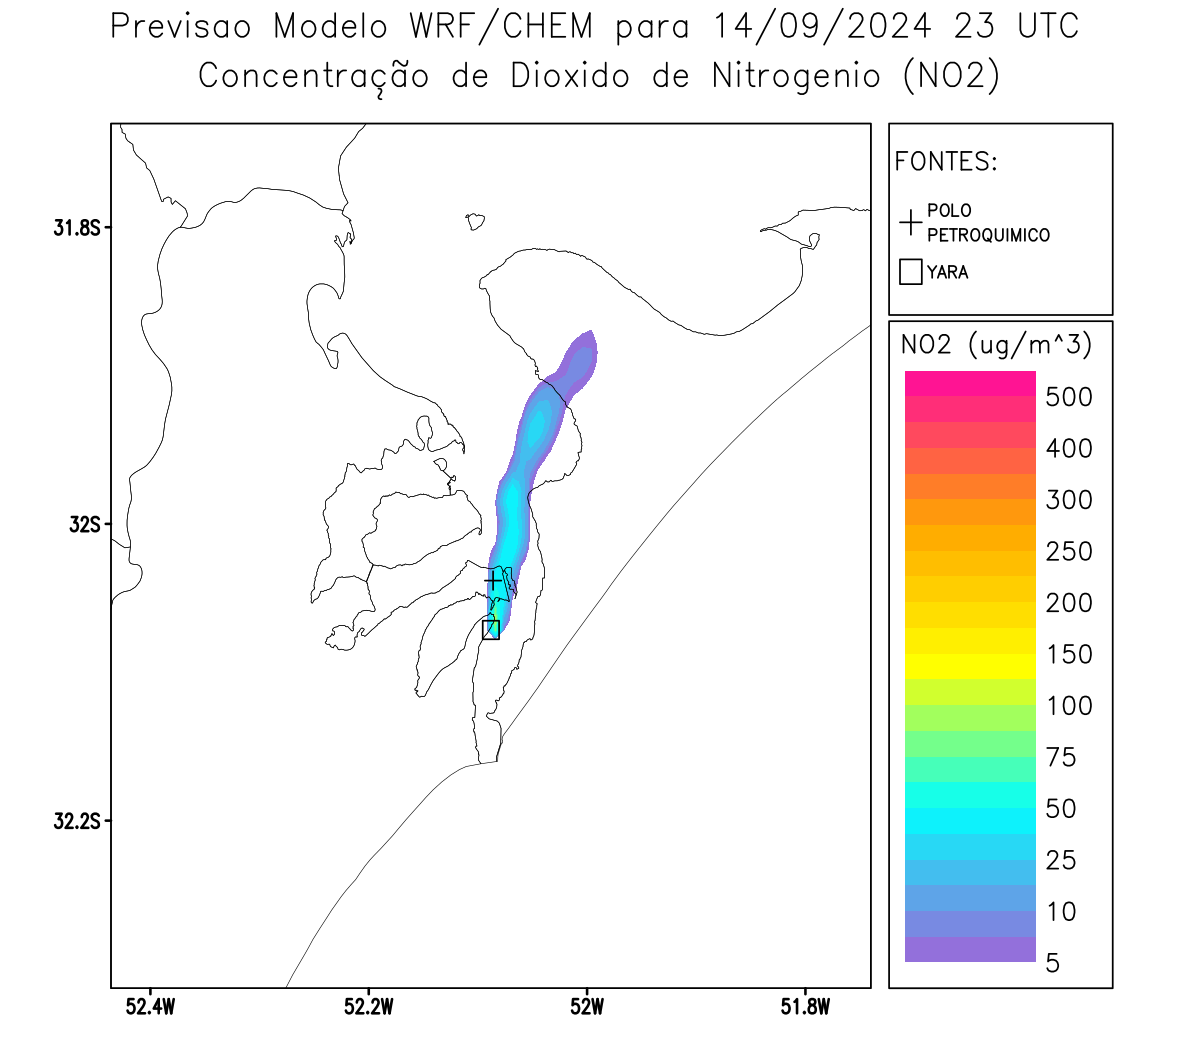 Previsao Modelo WRF/CHEM para 14/09/2024 23 UTC
Concentração de Dioxido de Nitrogenio (NO2)
FONTES:
POLO
PETROQUIMICO
YARA
31.8S
32S
32.2S
52.4W
52.2W
52W
51.8W
NO2 (ug/m^3)
500
400
300
250
200
150
100
75
50
25
10
5